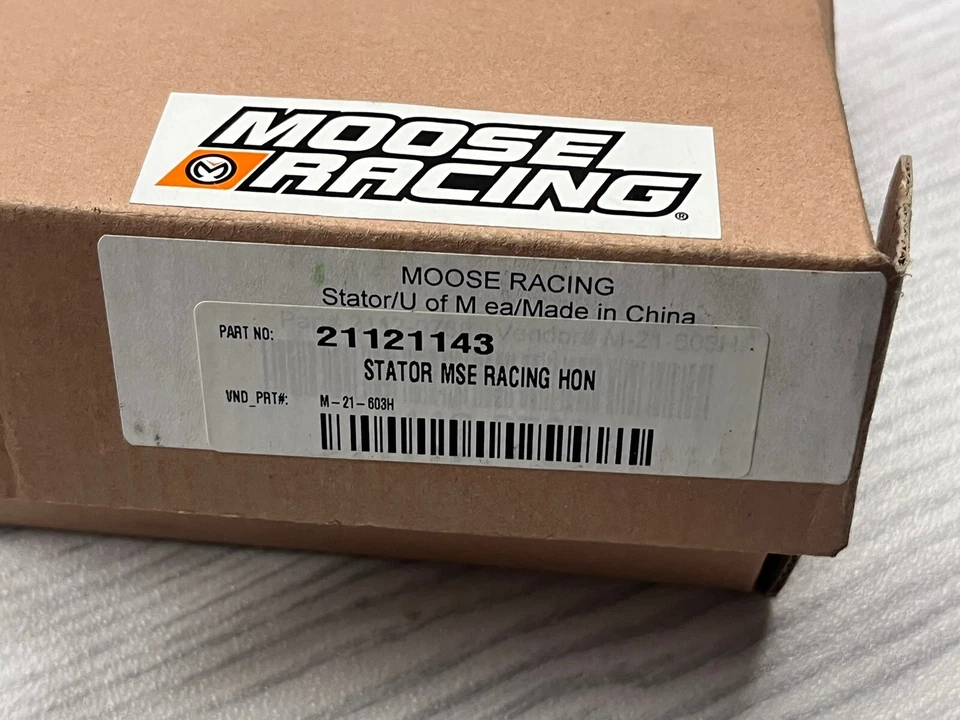 MOOSE
RACING®
MOOSE RACING
Stator/U of M ea/Made in China
PART NO: 21121143
STATOR MSE RACING HON
VND_PRT#: M-21-603H